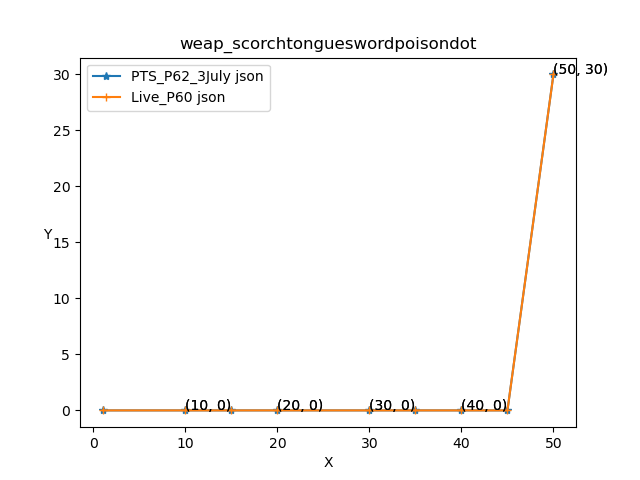 weap_scorchtongueswordpoisondot
PTS_P62_3July json
Live_P60 json
(50, 30)
30
25
20
Y
15
10
5
0
(10, 0)
(20, 0)
(30, 0)
(40, 0)
0 10 20 30 40 50
X